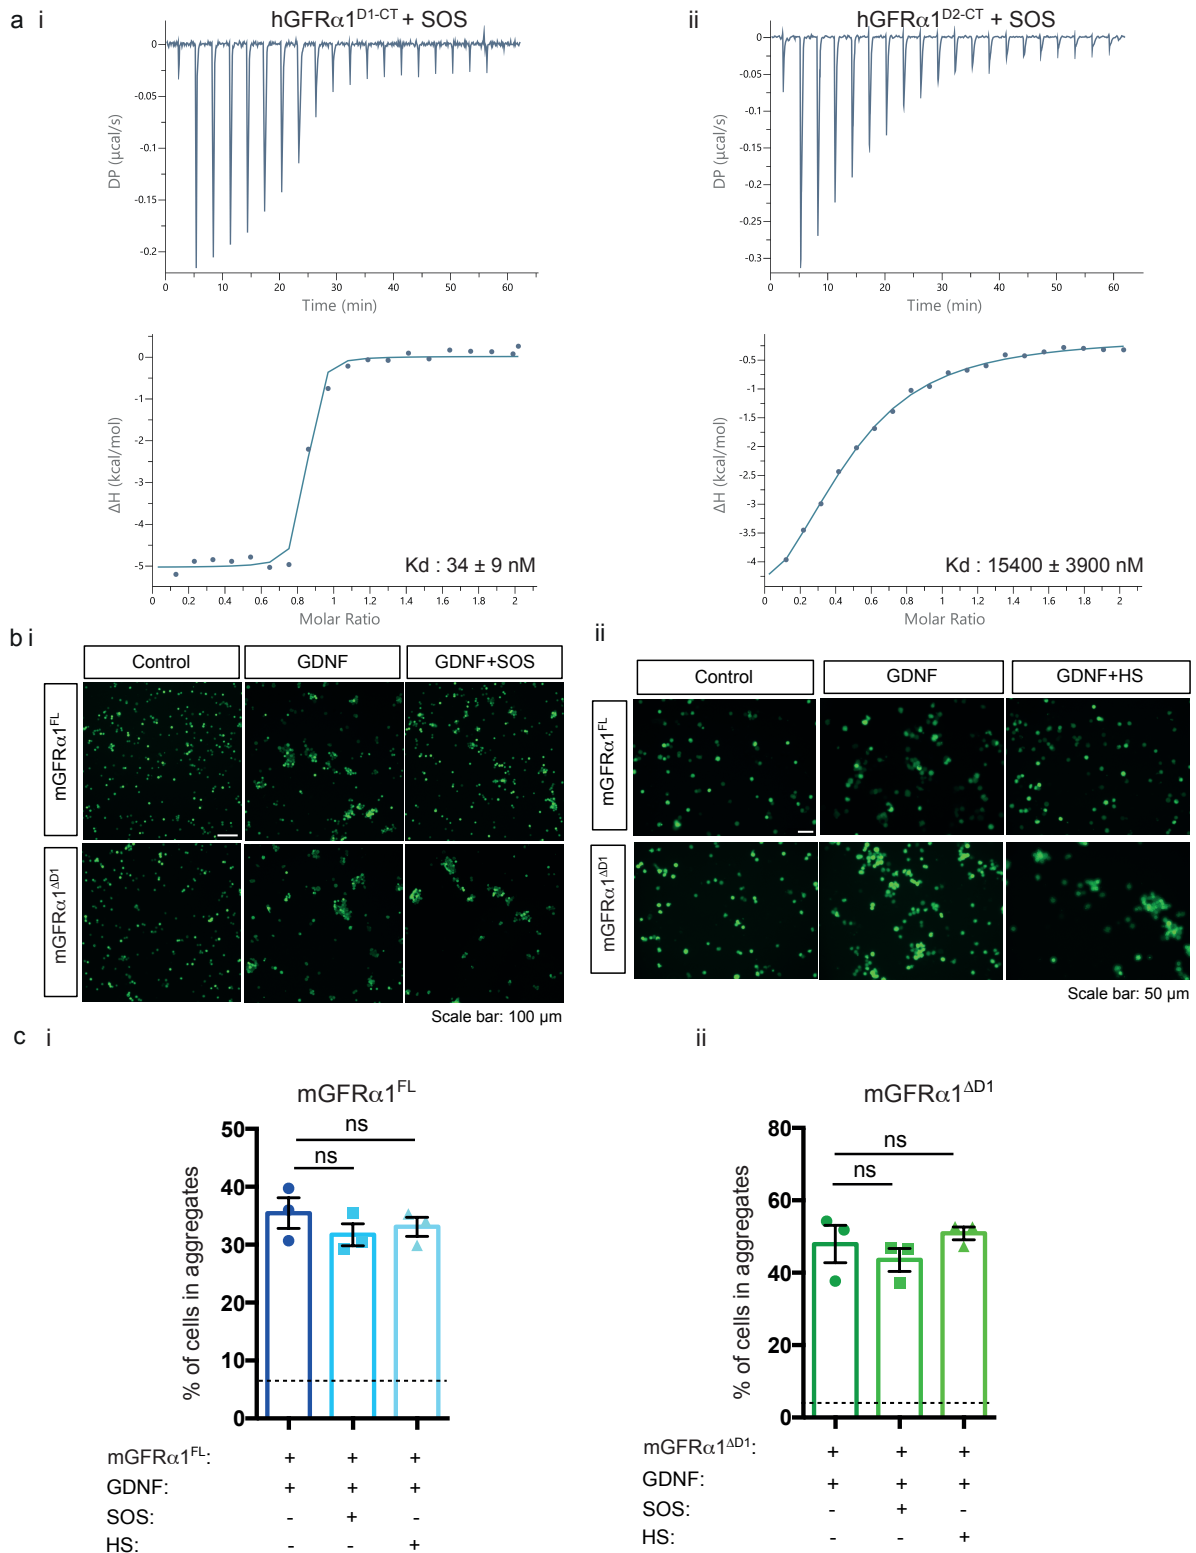 a i hGFRα1D1-CT + SOS
0
-0.05
-0.1
-0.15
-0.2
DP (µcal/s)
0 10 20 30 40 50 60
Time (min)
0
-1
-2
-3
-4
-5
ΔH (kcal/mol)
Kd : 34 ± 9 nM
0 0.2 0.4 0.6 0.8 1 1.2 1.4 1.6 1.8 2
Molar Ratio
ii hGFRα1D2-CT + SOS
0
-0.05
-0.1
-0.15
-0.2
-0.25
-0.3
DP (µcal/s)
0 10 20 30 40 50 60
Time (min)
-0.5
-1
-1.5
-2
-2.5
-3
-3.5
-4
ΔH (kcal/mol)
Kd : 15400 ± 3900 nM
0 0.2 0.4 0.6 0.8 1 1.2 1.4 1.6 1.8 2
Molar Ratio
b i
Control GDNF GDNF+SOS
mGFRα1FL
mGFRα1ΔD1
Scale bar: 100 µm
ii
Control GDNF GDNF+HS
mGFRα1FL
mGFRα1ΔD1
Scale bar: 50 µm
c i
mGFRα1FL
50
40
30
20
10
0
% of cells in aggregates
ns
ns
mGFRα1FL: + + +
GDNF: + + +
SOS: - + -
HS: - - +
ii
mGFRα1ΔD1
80
60
40
20
0
% of cells in aggregates
ns
ns
mGFRα1ΔD1: + + +
GDNF: + + +
SOS: - + -
HS: - - +